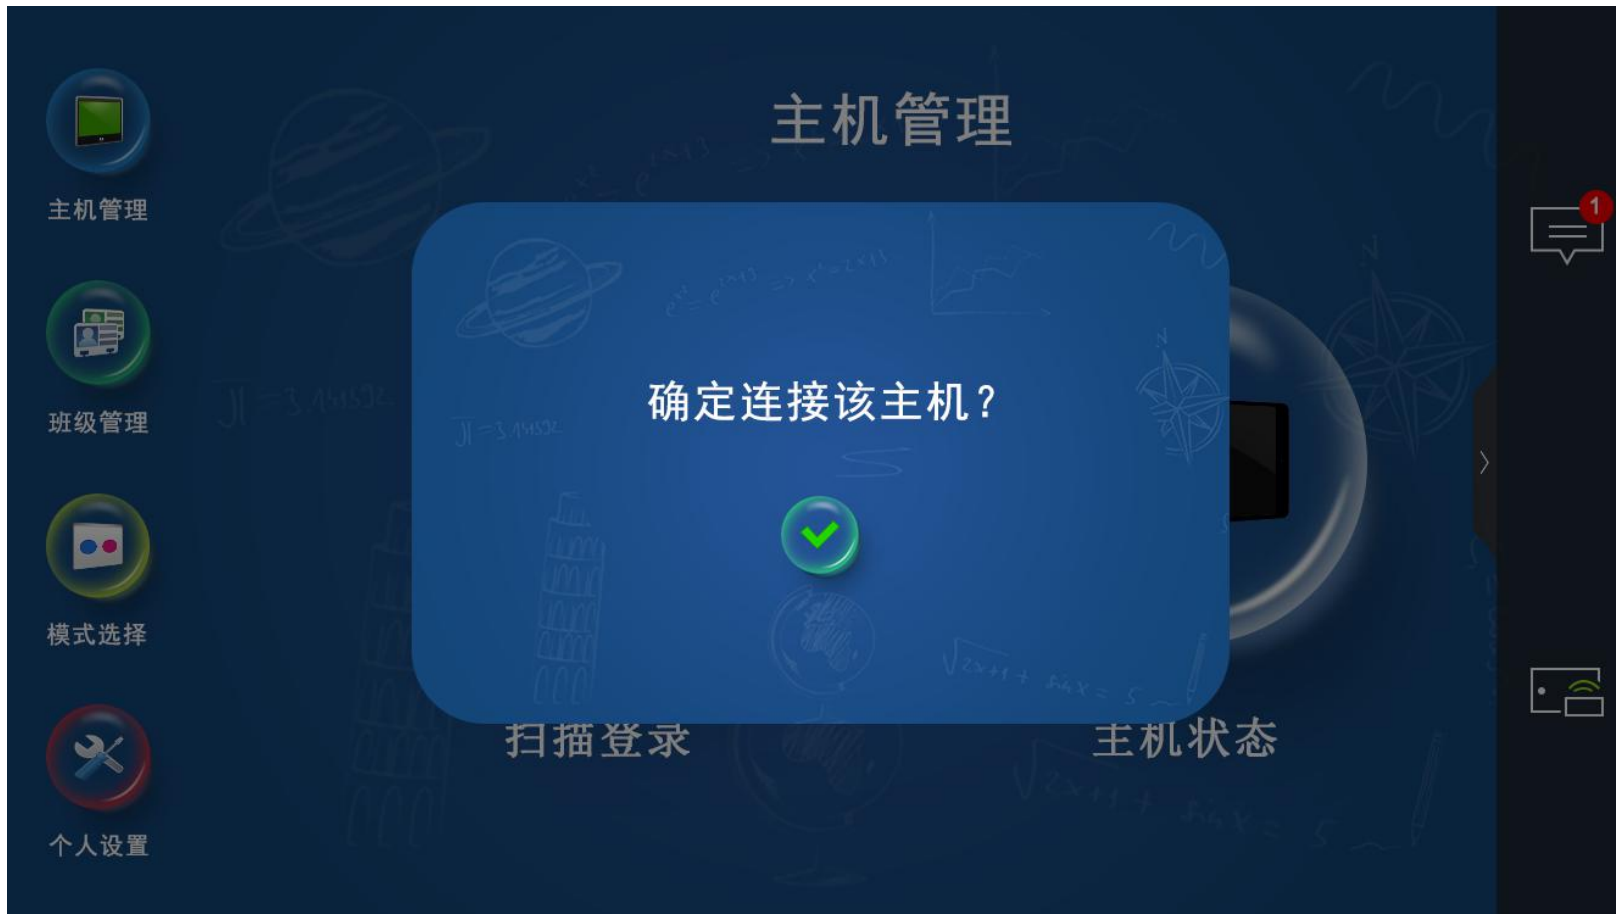 主机管理
主机管理
1
班级管理
确定连接该主机?
模式选择
扫描登录
主机状态
个人设置